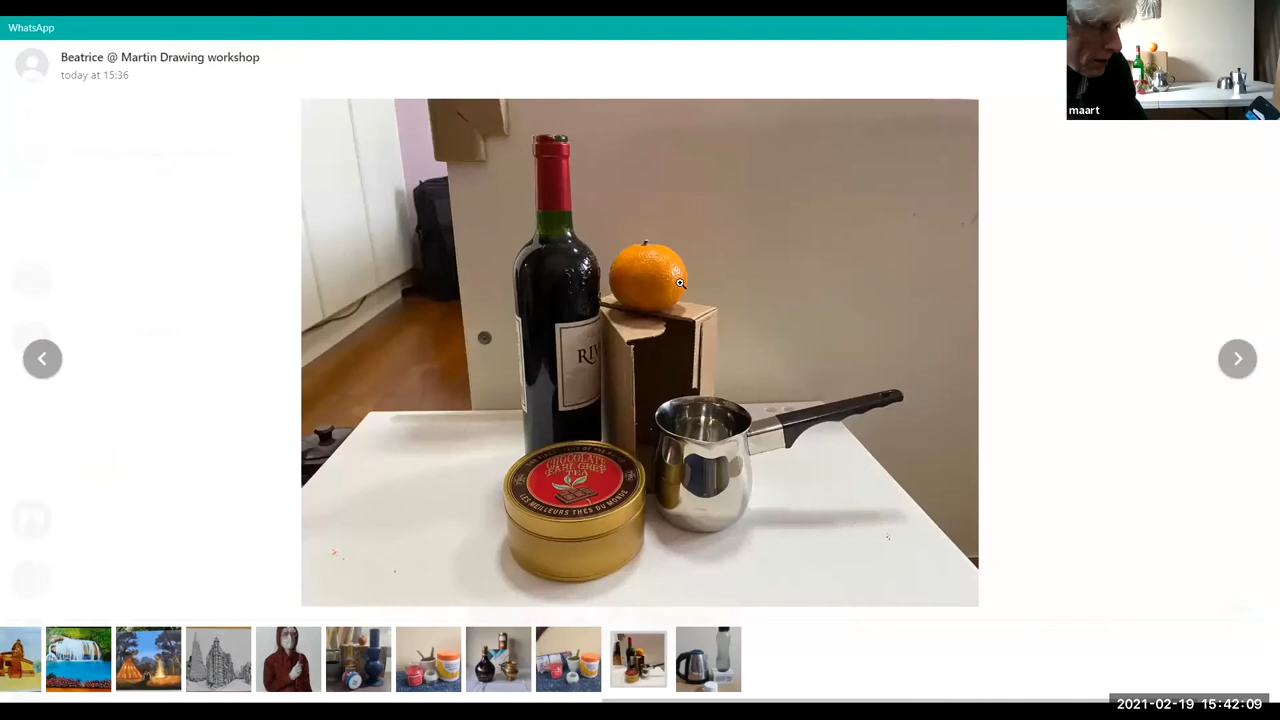 WhatsApp
Beatrice @ Martin Drawing workshop
today at 15:36
maart
RIV
CHOCOLATE
EARL GREY
TEA
LES MEILLEURS THÉS DU MONDE
2021-02-19 15:42:09